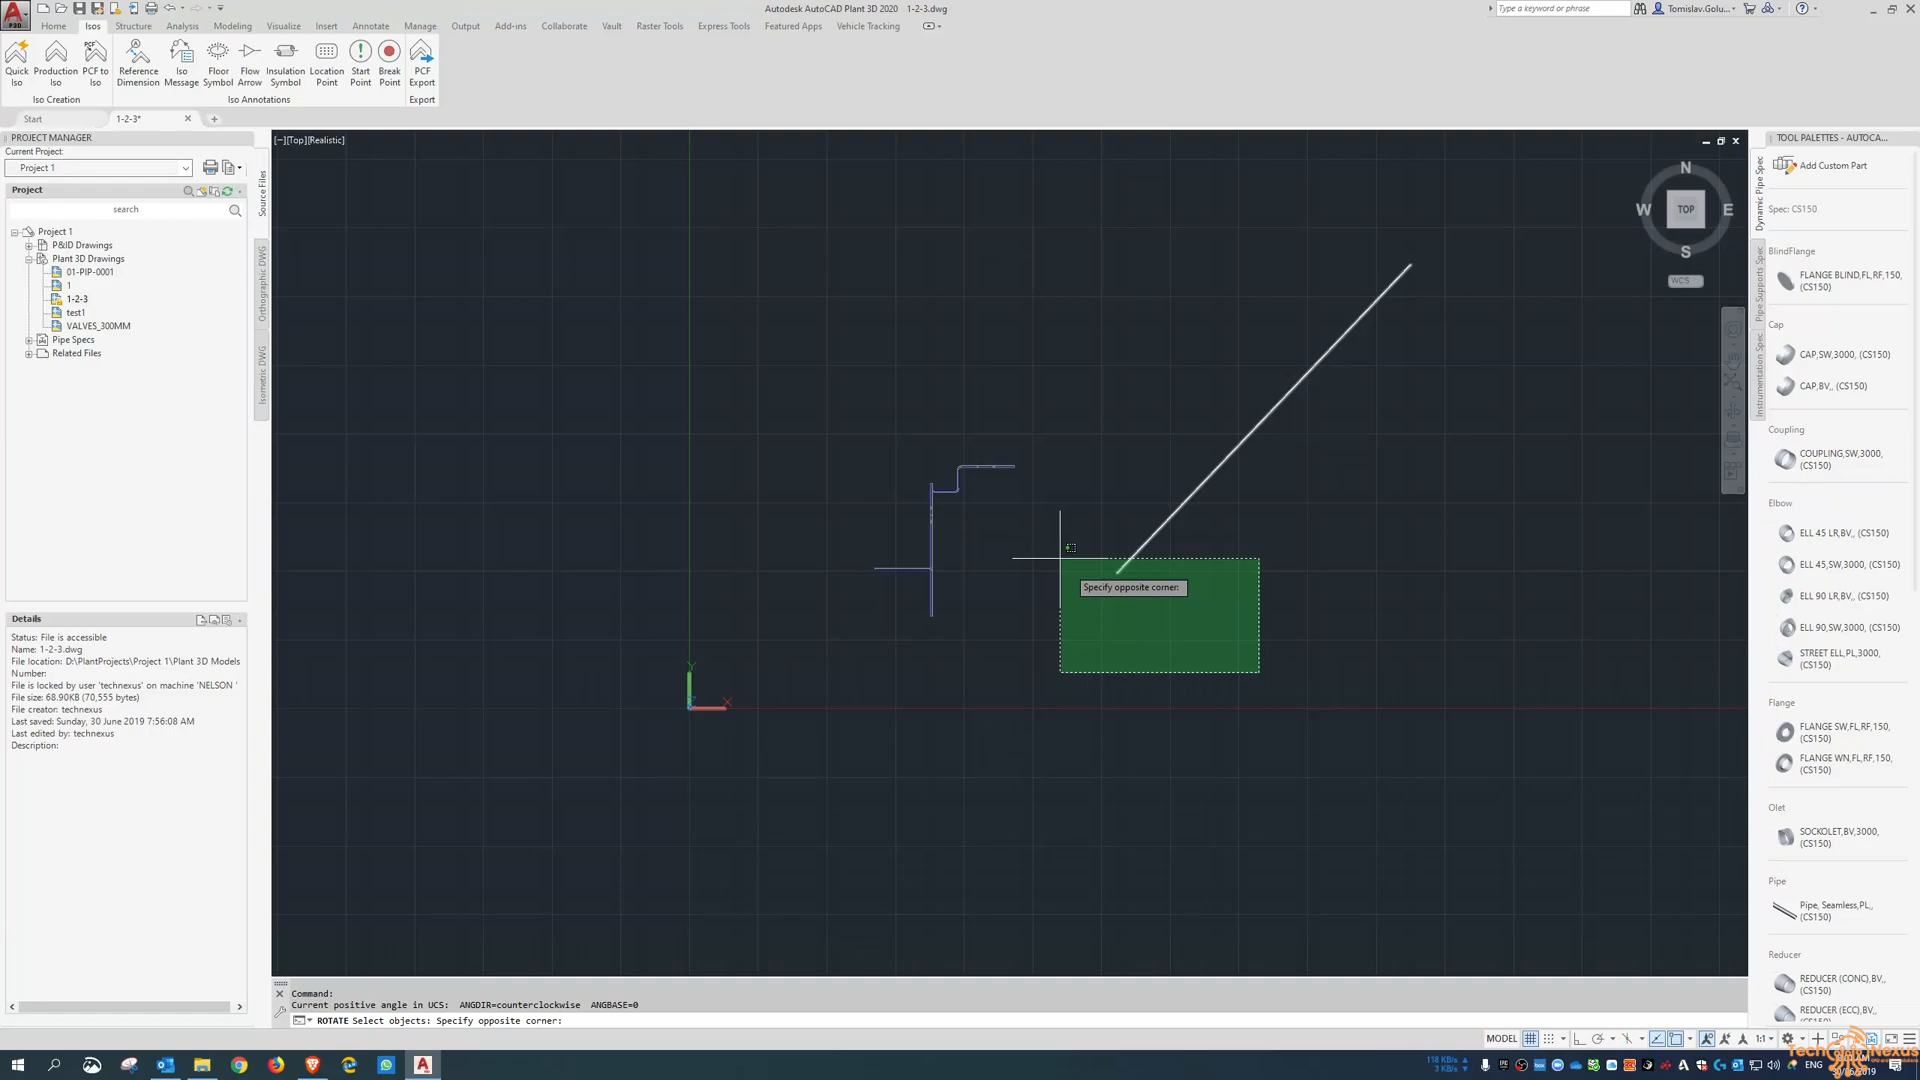 Autodesk AutoCAD Plant 3D 2020 1-2-3.dwg
Type a keyword or phrase
Tomislav.Golu...
Home Isos Structure Analysis Modeling Visualize Insert Annotate Manage Output Add-ins Collaborate Vault Raster Tools Express Tools Featured Apps Vehicle Tracking
Quick Iso
Production Iso
PCF to Iso
Reference Dimension
Iso Message
Floor Symbol
Flow Arrow
Insulation Symbol
Location Point
Start Point
Break Point
PCF Export
Iso Creation
Iso Annotations
Export
Start
1-2-3*
PROJECT MANAGER
Current Project:
Project 1
Project
search
Project 1
P&ID Drawings
Plant 3D Drawings
01-PIP-0001
1
1-2-3
test1
VALVES_300MM
Pipe Specs
Related Files
Source Files
Orthographic DWG
Isometric DWG
Details
Status: File is accessible
Name: 1-2-3.dwg
File location: D:\PlantProjects\Project 1\Plant 3D Models
Number:
File is locked by user 'technexus' on machine 'NELSON '
File size: 68.90KB (70,555 bytes)
File creator: technexus
Last saved: Sunday, 30 June 2019 7:56:08 AM
Last edited by: technexus
Description:
[−][Top][Realistic]
N
W TOP E
S
WCS
Specify opposite corner:
Y
X
Command:
Current positive angle in UCS: ANGDIR=counterclockwise ANGBASE=0
ROTATE Select objects: Specify opposite corner:
TOOL PALETTES - AUTOCA...
Dynamic Pipe Spec
Pipe Supports Spec
Instrumentation Spec
Add Custom Part
Spec: CS150
BlindFlange
FLANGE BLIND,FL,RF,150,
(CS150)
Cap
CAP,SW,3000, (CS150)
CAP,BV,, (CS150)
Coupling
COUPLING,SW,3000,
(CS150)
Elbow
ELL 45 LR,BV,, (CS150)
ELL 45,SW,3000, (CS150)
ELL 90 LR,BV,, (CS150)
ELL 90,SW,3000, (CS150)
STREET ELL,PL,3000,
(CS150)
Flange
FLANGE SW,FL,RF,150,
(CS150)
FLANGE WN,FL,RF,150,
(CS150)
Olet
SOCKOLET,BV,3000,
(CS150)
Pipe
Pipe, Seamless,PL,,
(CS150)
Reducer
REDUCER (CONC),BV,,
(CS150)
REDUCER (ECC),BV,,
(CS150)
MODEL
1:1
118 KB/s
3 KB/s
ENG
30/06/2019